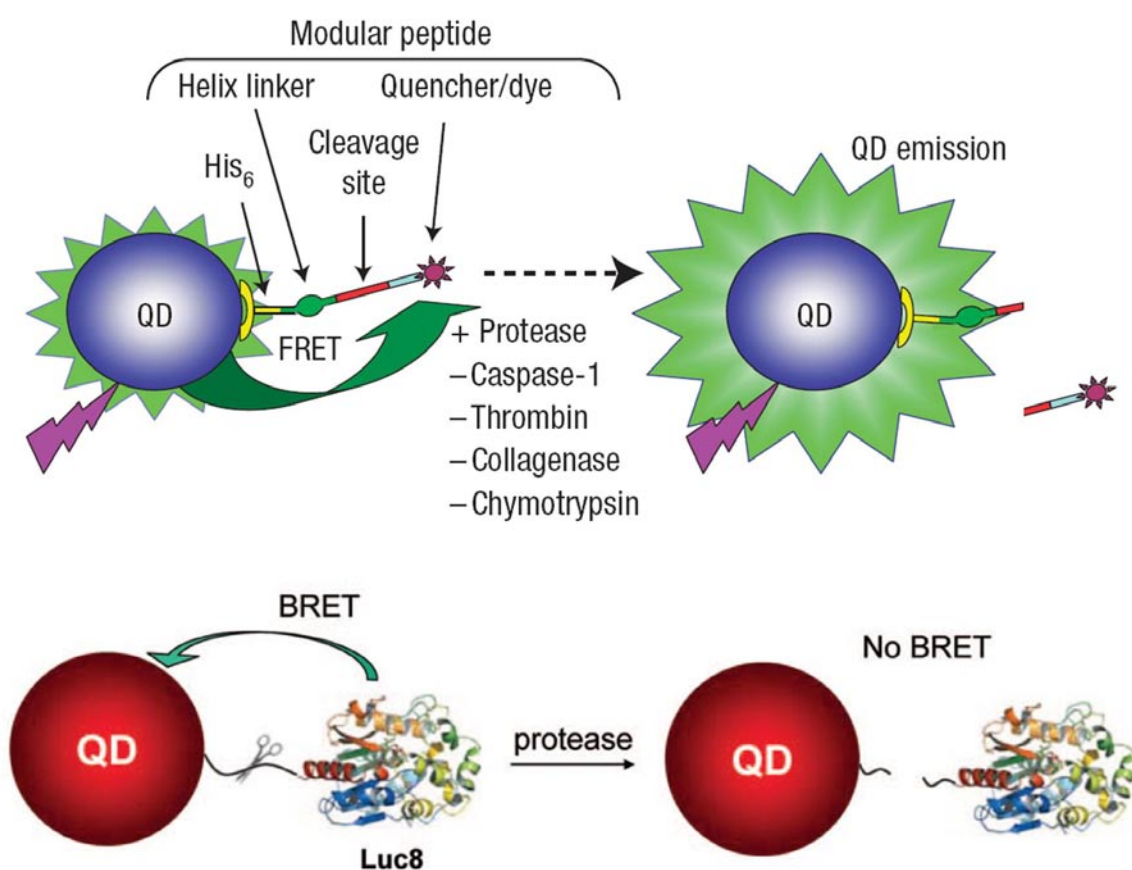 Modular peptide
Helix linker
Quencher/dye
Cleavage
site
His6
QD emission
QD
FRET
QD
+ Protease
– Caspase-1
– Thrombin
– Collagenase
– Chymotrypsin
BRET
No BRET
QD
protease
QD
Luc8